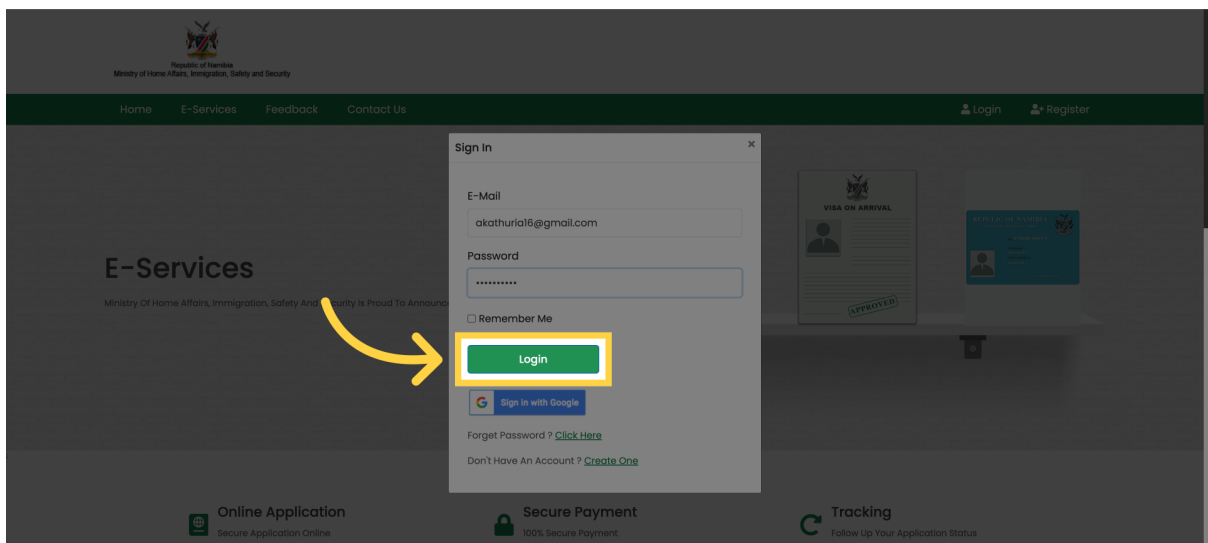 Republic of Namibia
Ministry of Home Affairs, Immigration, Safety and Security
Home E-Services Feedback Contact Us Login Register
Sign In ×
E-Mail
akathuria16@gmail.com
Password
••••••••••
Remember Me
Login
G Sign in with Google
Forget Password ? Click Here
Don't Have An Account ? Create One
E-Services
Ministry Of Home Affairs, Immigration, Safety And Security Is Proud To Announce
VISA ON ARRIVAL
APPROVED
REPUBLIC OF NAMIBIA
Online Application
Secure Application Online
Secure Payment
100% Secure Payment
Tracking
Follow Up Your Application Status